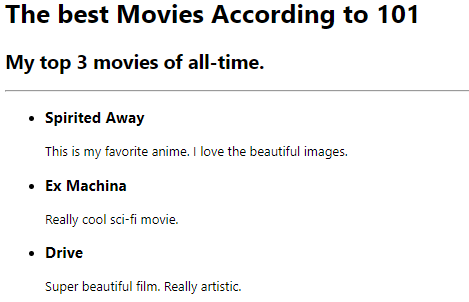 The best Movies According to 101
My top 3 movies of all-time.
Spirited Away
This is my favorite anime. I love the beautiful images.
Ex Machina
Really cool sci-fi movie.
Drive
Super beautiful film. Really artistic.